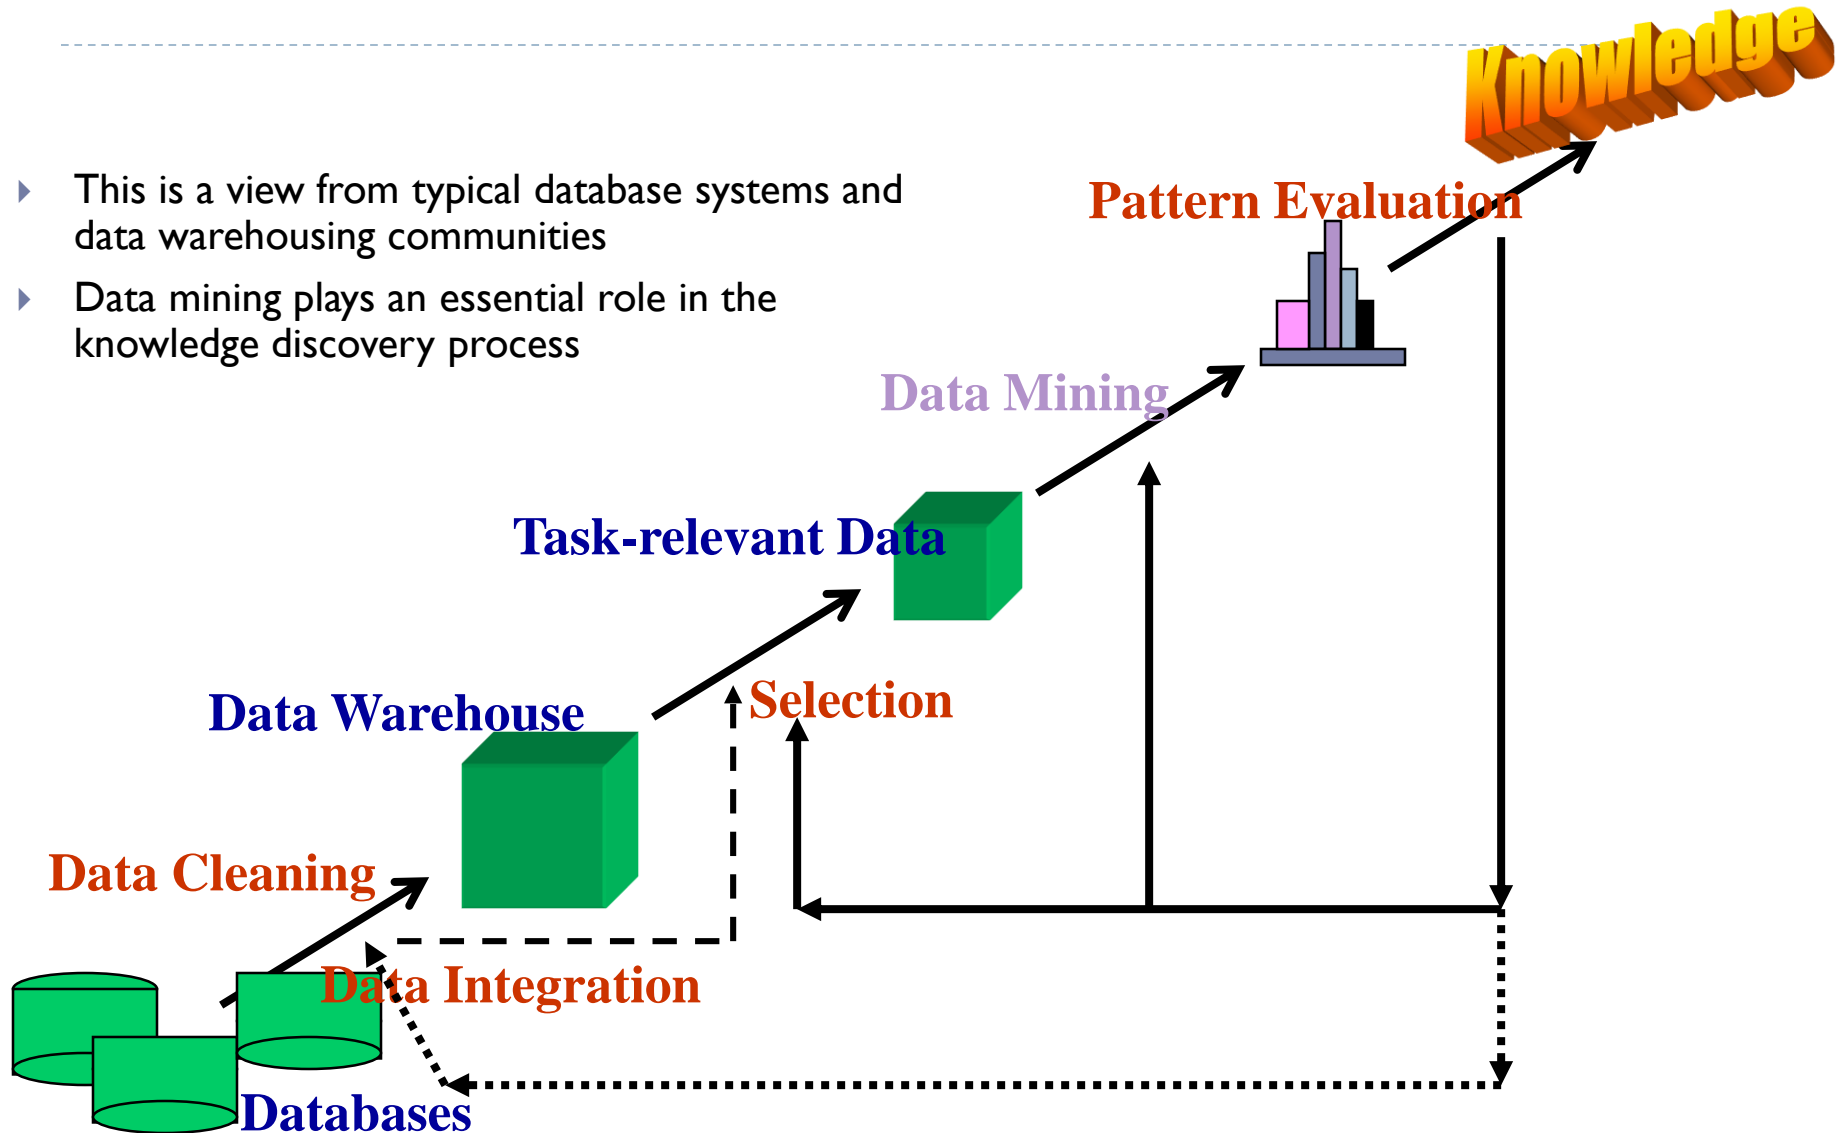 Knowledge
This is a view from typical database systems and
data warehousing communities
Data mining plays an essential role in the
knowledge discovery process
Pattern Evaluation
Data Mining
Task-relevant Data
Selection
Data Warehouse
Data Cleaning
Data Integration
Databases